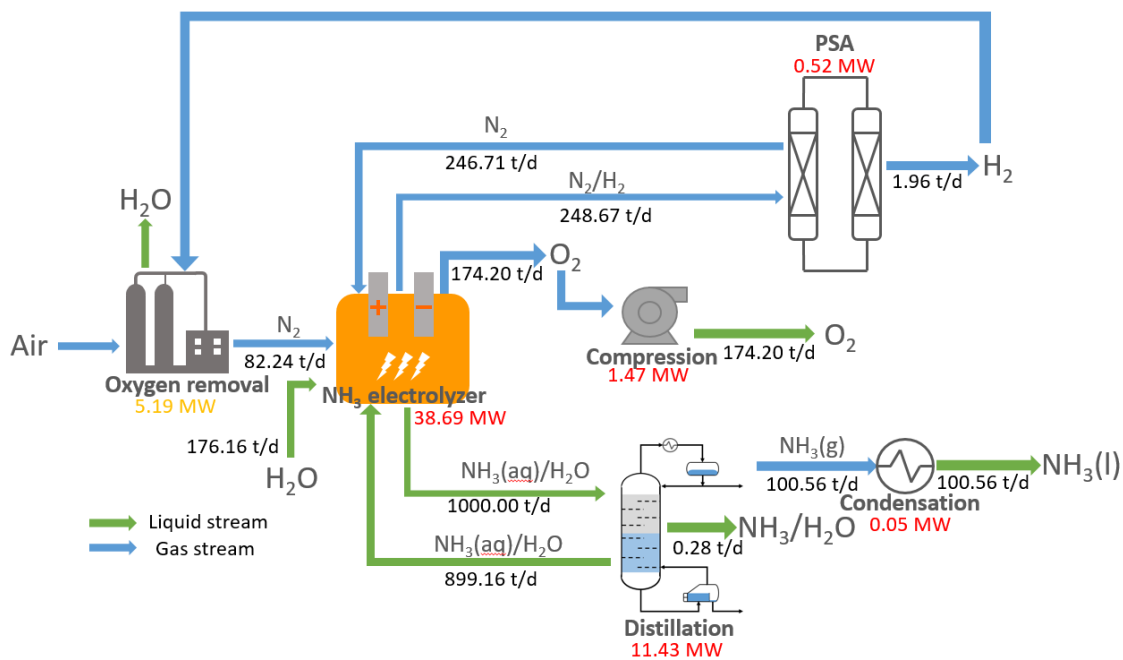 PSA
0.52 MW
N₂
246.71 t/d
N₂/H₂
248.67 t/d
H₂
1.96 t/d
H₂O
174.20 t/d
O₂
Air
N₂
82.24 t/d
Oxygen removal
5.19 MW
+
−
NH₃ electrolyzer
38.69 MW
Compression
1.47 MW
174.20 t/d
O₂
176.16 t/d
H₂O
NH₃(aq)/H₂O
1000.00 t/d
NH₃(aq)/H₂O
899.16 t/d
NH₃(g)
100.56 t/d
Condensation
0.05 MW
100.56 t/d
NH₃(l)
NH₃/H₂O
0.28 t/d
Distillation
11.43 MW
Liquid stream
Gas stream